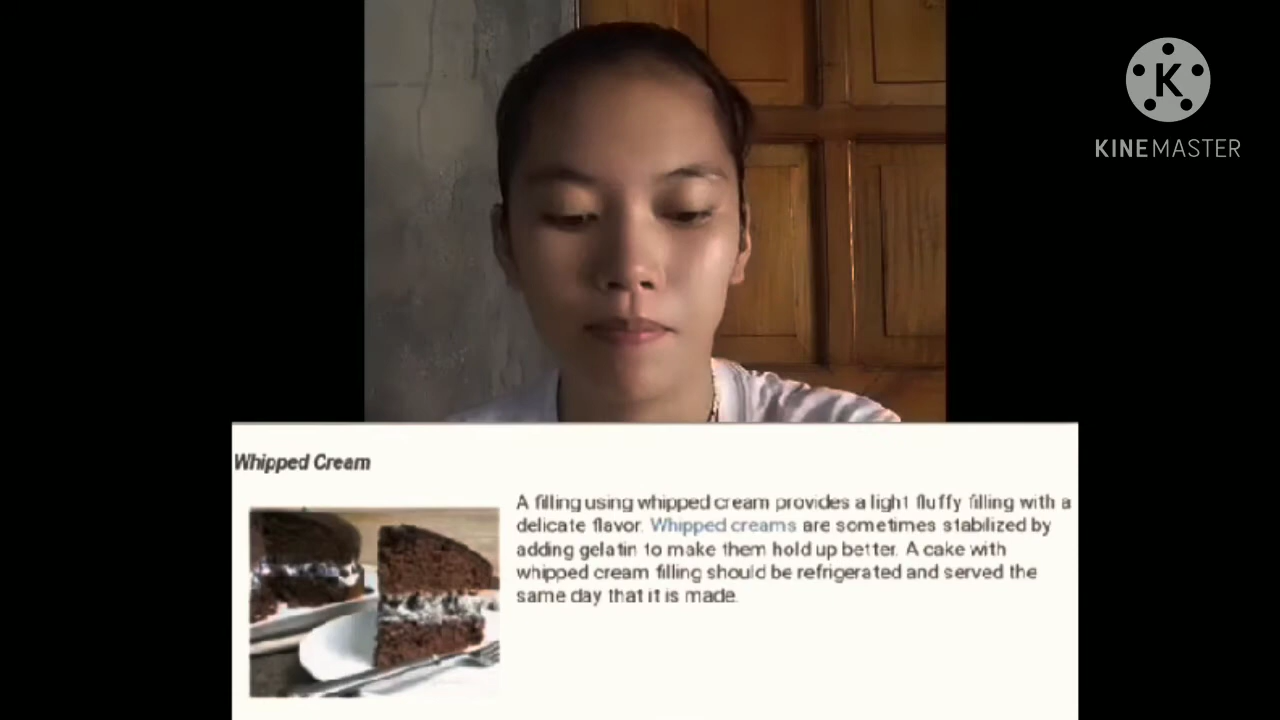 K
KINEMASTER
Whipped Cream
A filling using whipped cream provides a light fluffy filling with a
delicate flavor. Whipped creams are sometimes stabilized by
adding gelatin to make them hold up better. A cake with
whipped cream filling should be refrigerated and served the
same day that it is made.